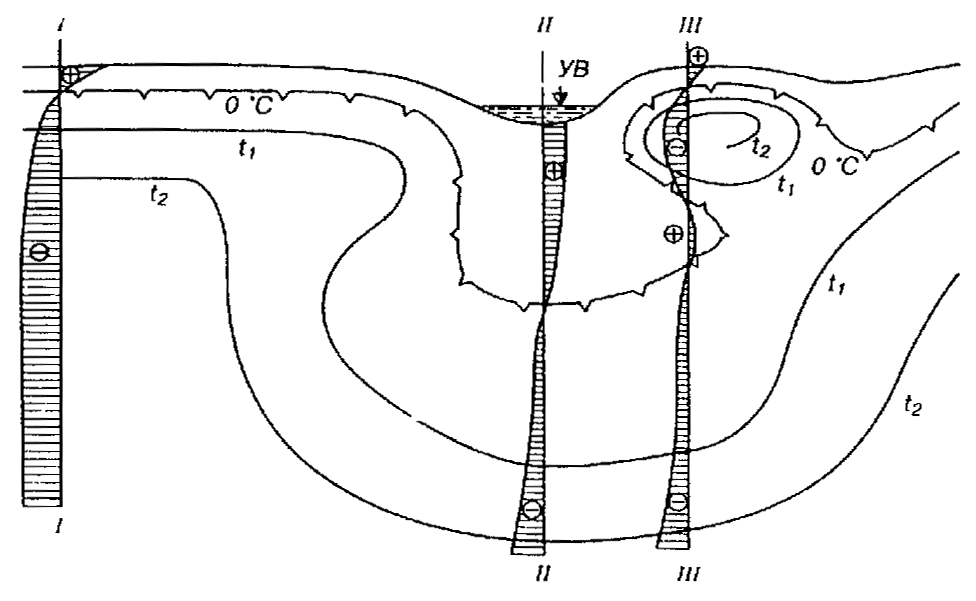 I II III
⊕
УВ
⊕
0 °C
t₁
t₂
⊖
⊕
⊖
t₂
t₁
0 °C
⊕
t₁
t₂
⊖
⊖
I
II III